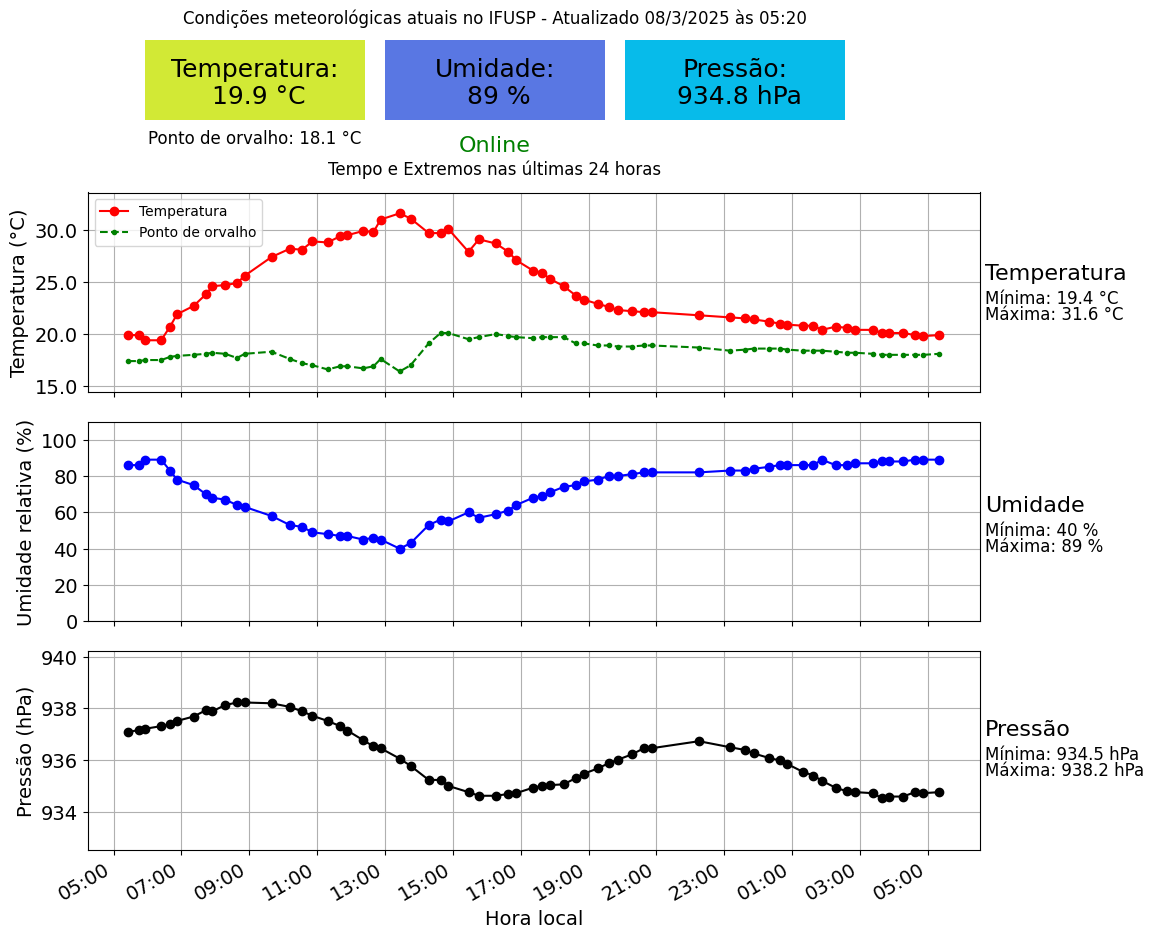 Condições meteorológicas atuais no IFUSP - Atualizado 08/3/2025 às 05:20
Temperatura:
19.9 °C
Umidade:
89 %
Pressão:
934.8 hPa
Ponto de orvalho: 18.1 °C
Online
Tempo e Extremos nas últimas 24 horas
Temperatura (°C)
30.0
25.0
20.0
15.0
Temperatura
Ponto de orvalho
Temperatura
Mínima: 19.4 °C
Máxima: 31.6 °C
Umidade relativa (%)
100
80
60
40
20
0
Umidade
Mínima: 40 %
Máxima: 89 %
Pressão (hPa)
940
938
936
934
Pressão
Mínima: 934.5 hPa
Máxima: 938.2 hPa
05:00 07:00 09:00 11:00 13:00 15:00 17:00 19:00 21:00 23:00 01:00 03:00 05:00
Hora local